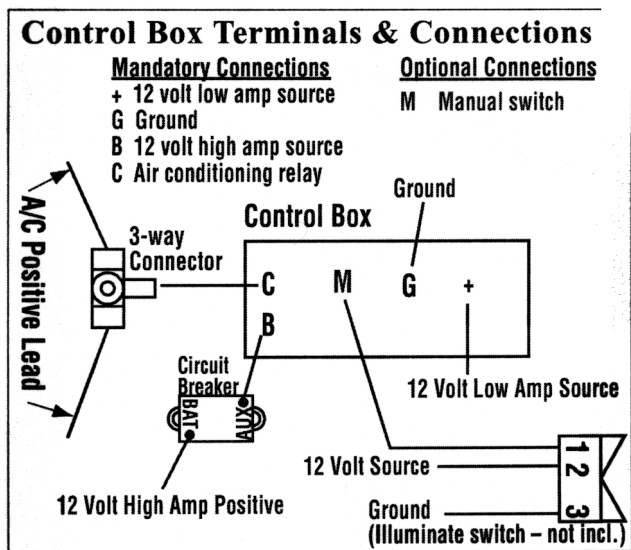 Control Box Terminals & Connections
Mandatory Connections
+ 12 volt low amp source
G Ground
B 12 volt high amp source
C Air conditioning relay
Optional Connections
M Manual switch
Ground
Control Box
A/C Positive Lead
3-way
Connector
C M G +
B
Circuit
Breaker
BAT AUX
12 Volt Low Amp Source
12 Volt High Amp Positive
12 Volt Source
1
2
3
Ground
(Illuminate switch – not incl.)